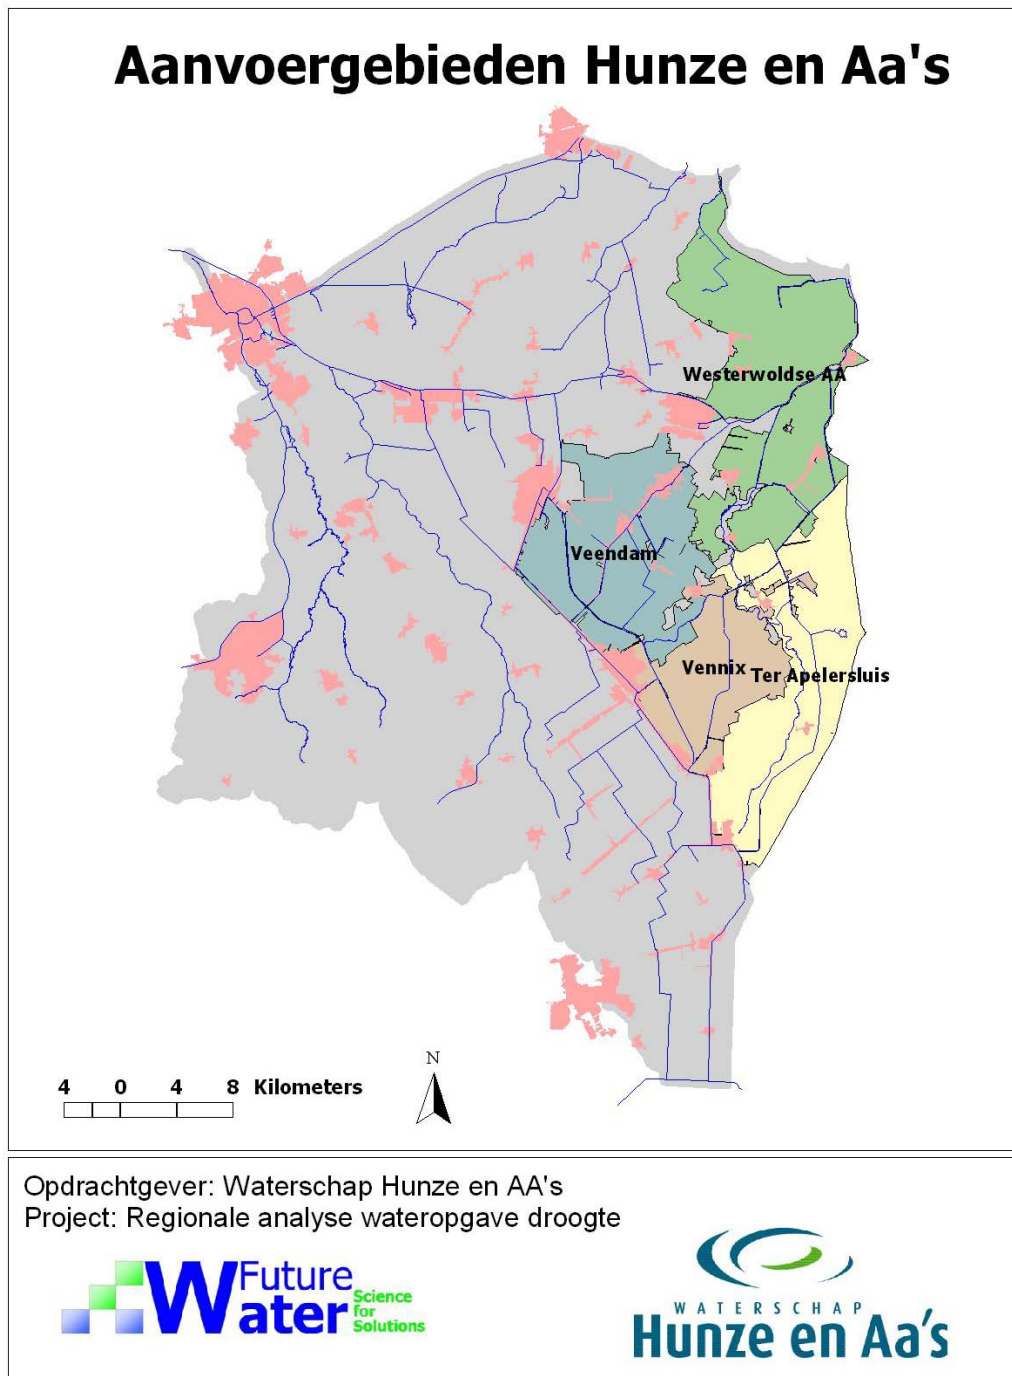 Aanvoergebieden Hunze en Aa's
Westerwoldse AA
Veendam
Vennix
Ter Apelersluis
N
4 0 4 8 Kilometers
Opdrachtgever: Waterschap Hunze en AA's
Project: Regionale analyse wateropgave droogte
Future
Water
Science
for
Solutions
WATERSCHAP
Hunze en Aa's